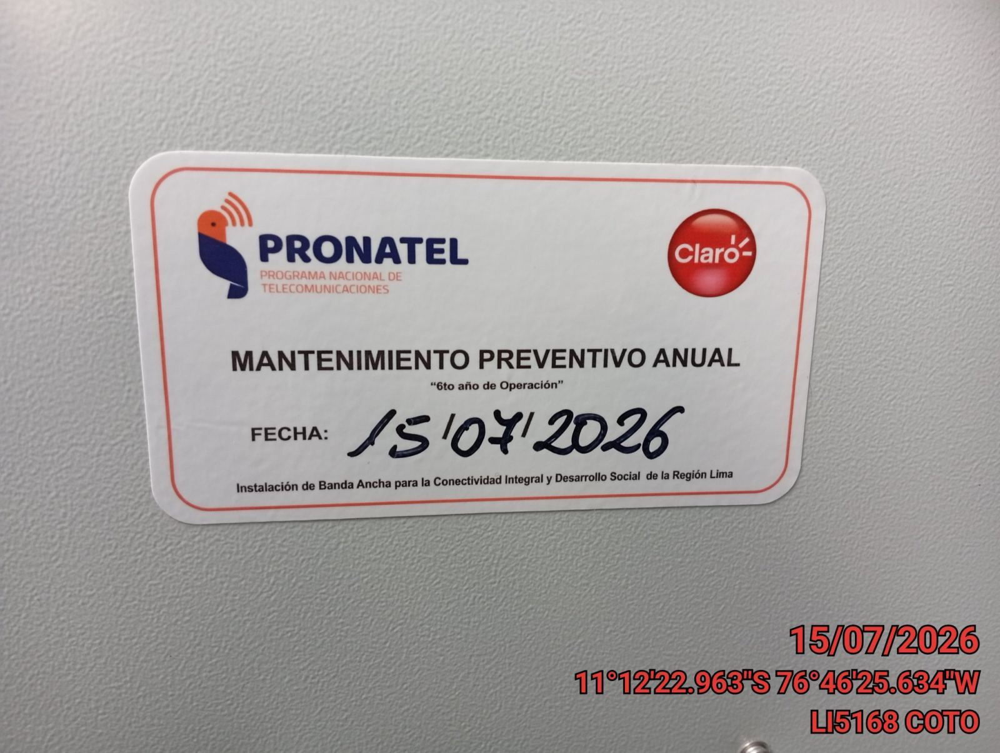 PRONATEL
PROGRAMA NACIONAL DE
TELECOMUNICACIONES
Claro
MANTENIMIENTO PREVENTIVO ANUAL
“6to año de Operación”
FECHA: 15/07/2026
Instalación de Banda Ancha para la Conectividad Integral y Desarrollo Social de la Región Lima
15/07/2026
11°12'22.963"S 76°46'25.634"W
LI5168 COTO